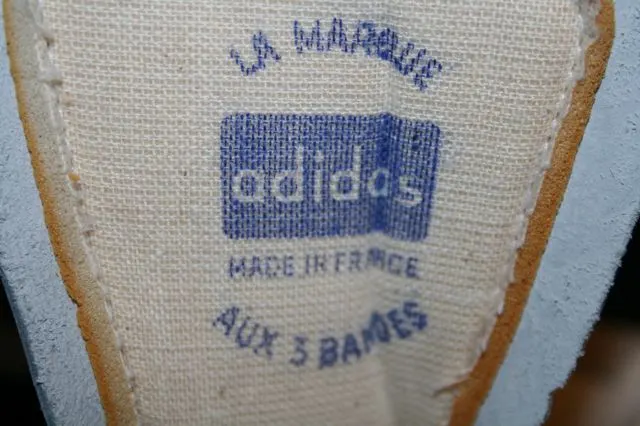 LA MARQUE
adidas
MADE IN FRANCE
AUX 3 BANDES